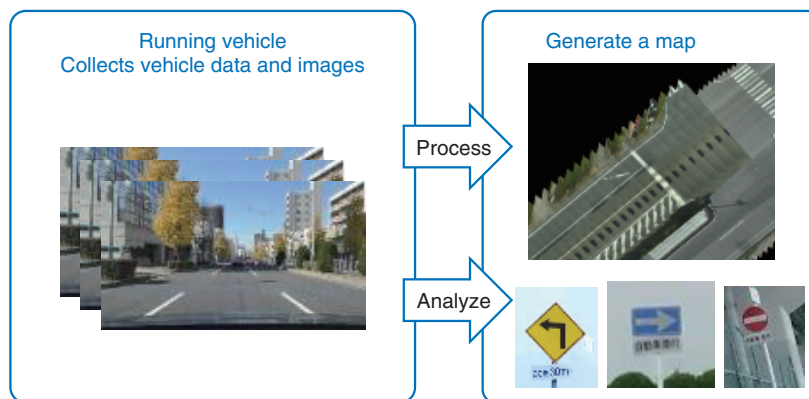 Running vehicle
Collects vehicle data and images
Generate a map
Process
Analyze